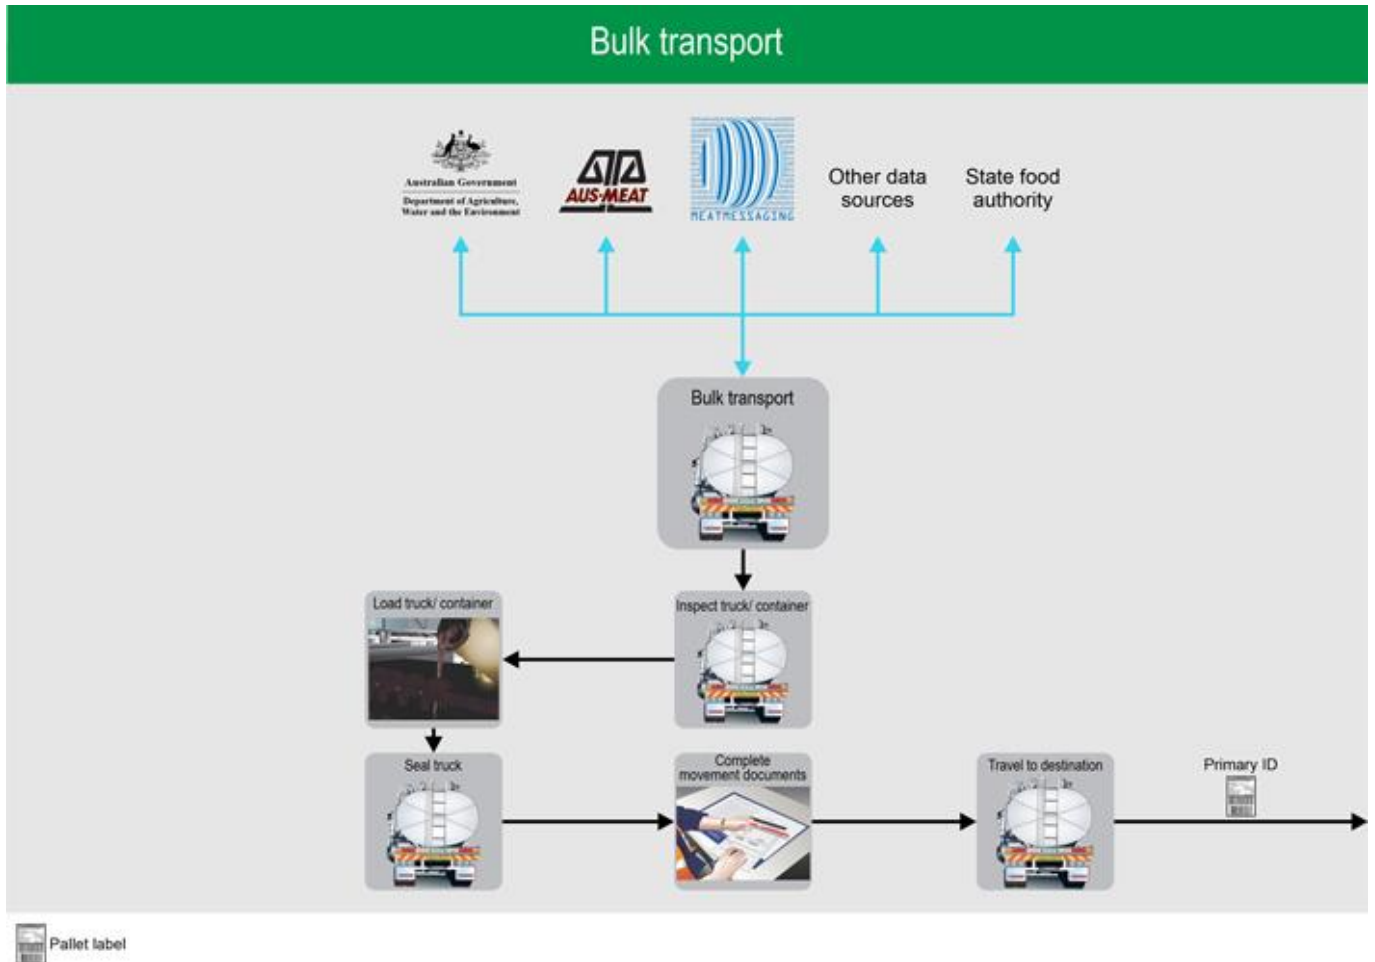 Bulk transport
Australian Government
Department of Agriculture,
Water and the Environment
AUS-MEAT
MEATMESSAGING
Other data
sources
State food
authority
Bulk transport
Load truck/ container
Inspect truck/ container
Seal truck
Complete
movement documents
Travel to destination
Primary ID
Pallet label